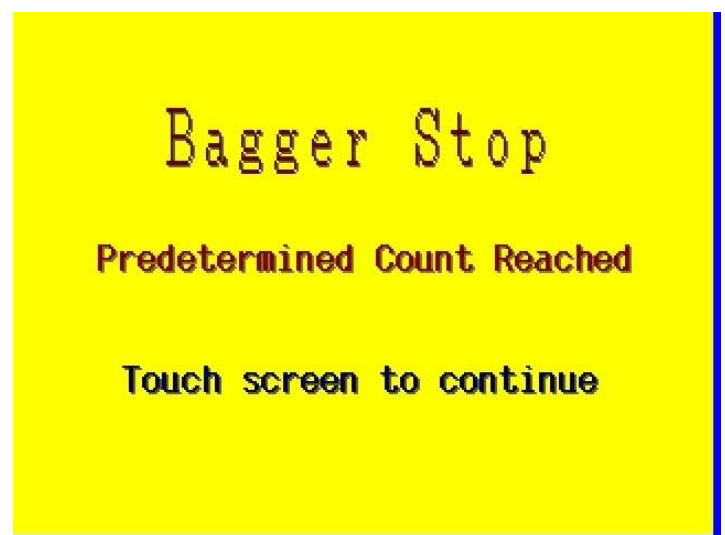 Bagger Stop
Predetermined Count Reached
Touch screen to continue